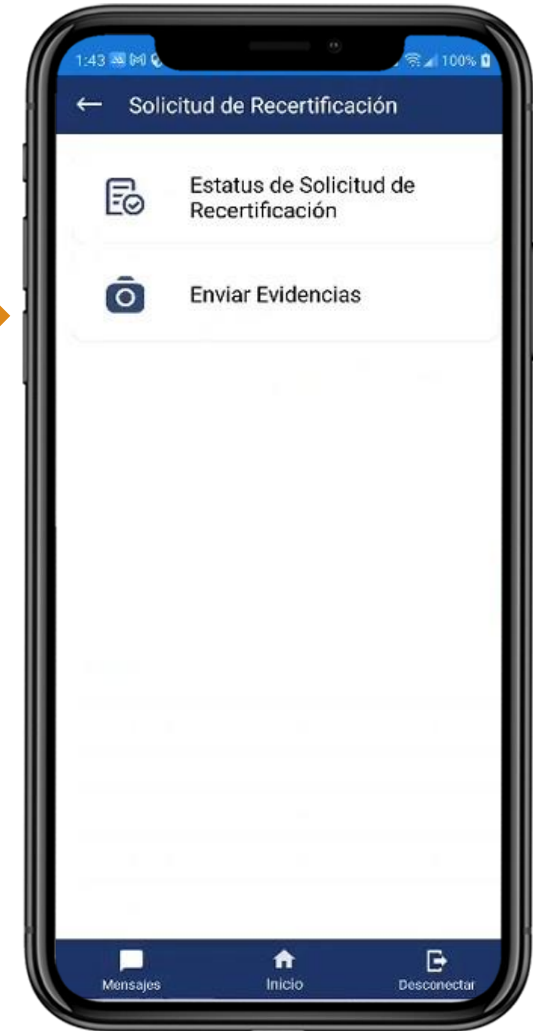 1:43
100%
Solicitud de Recertificación
Estatus de Solicitud de
Recertificación
Enviar Evidencias
Mensajes
Inicio
Desconectar